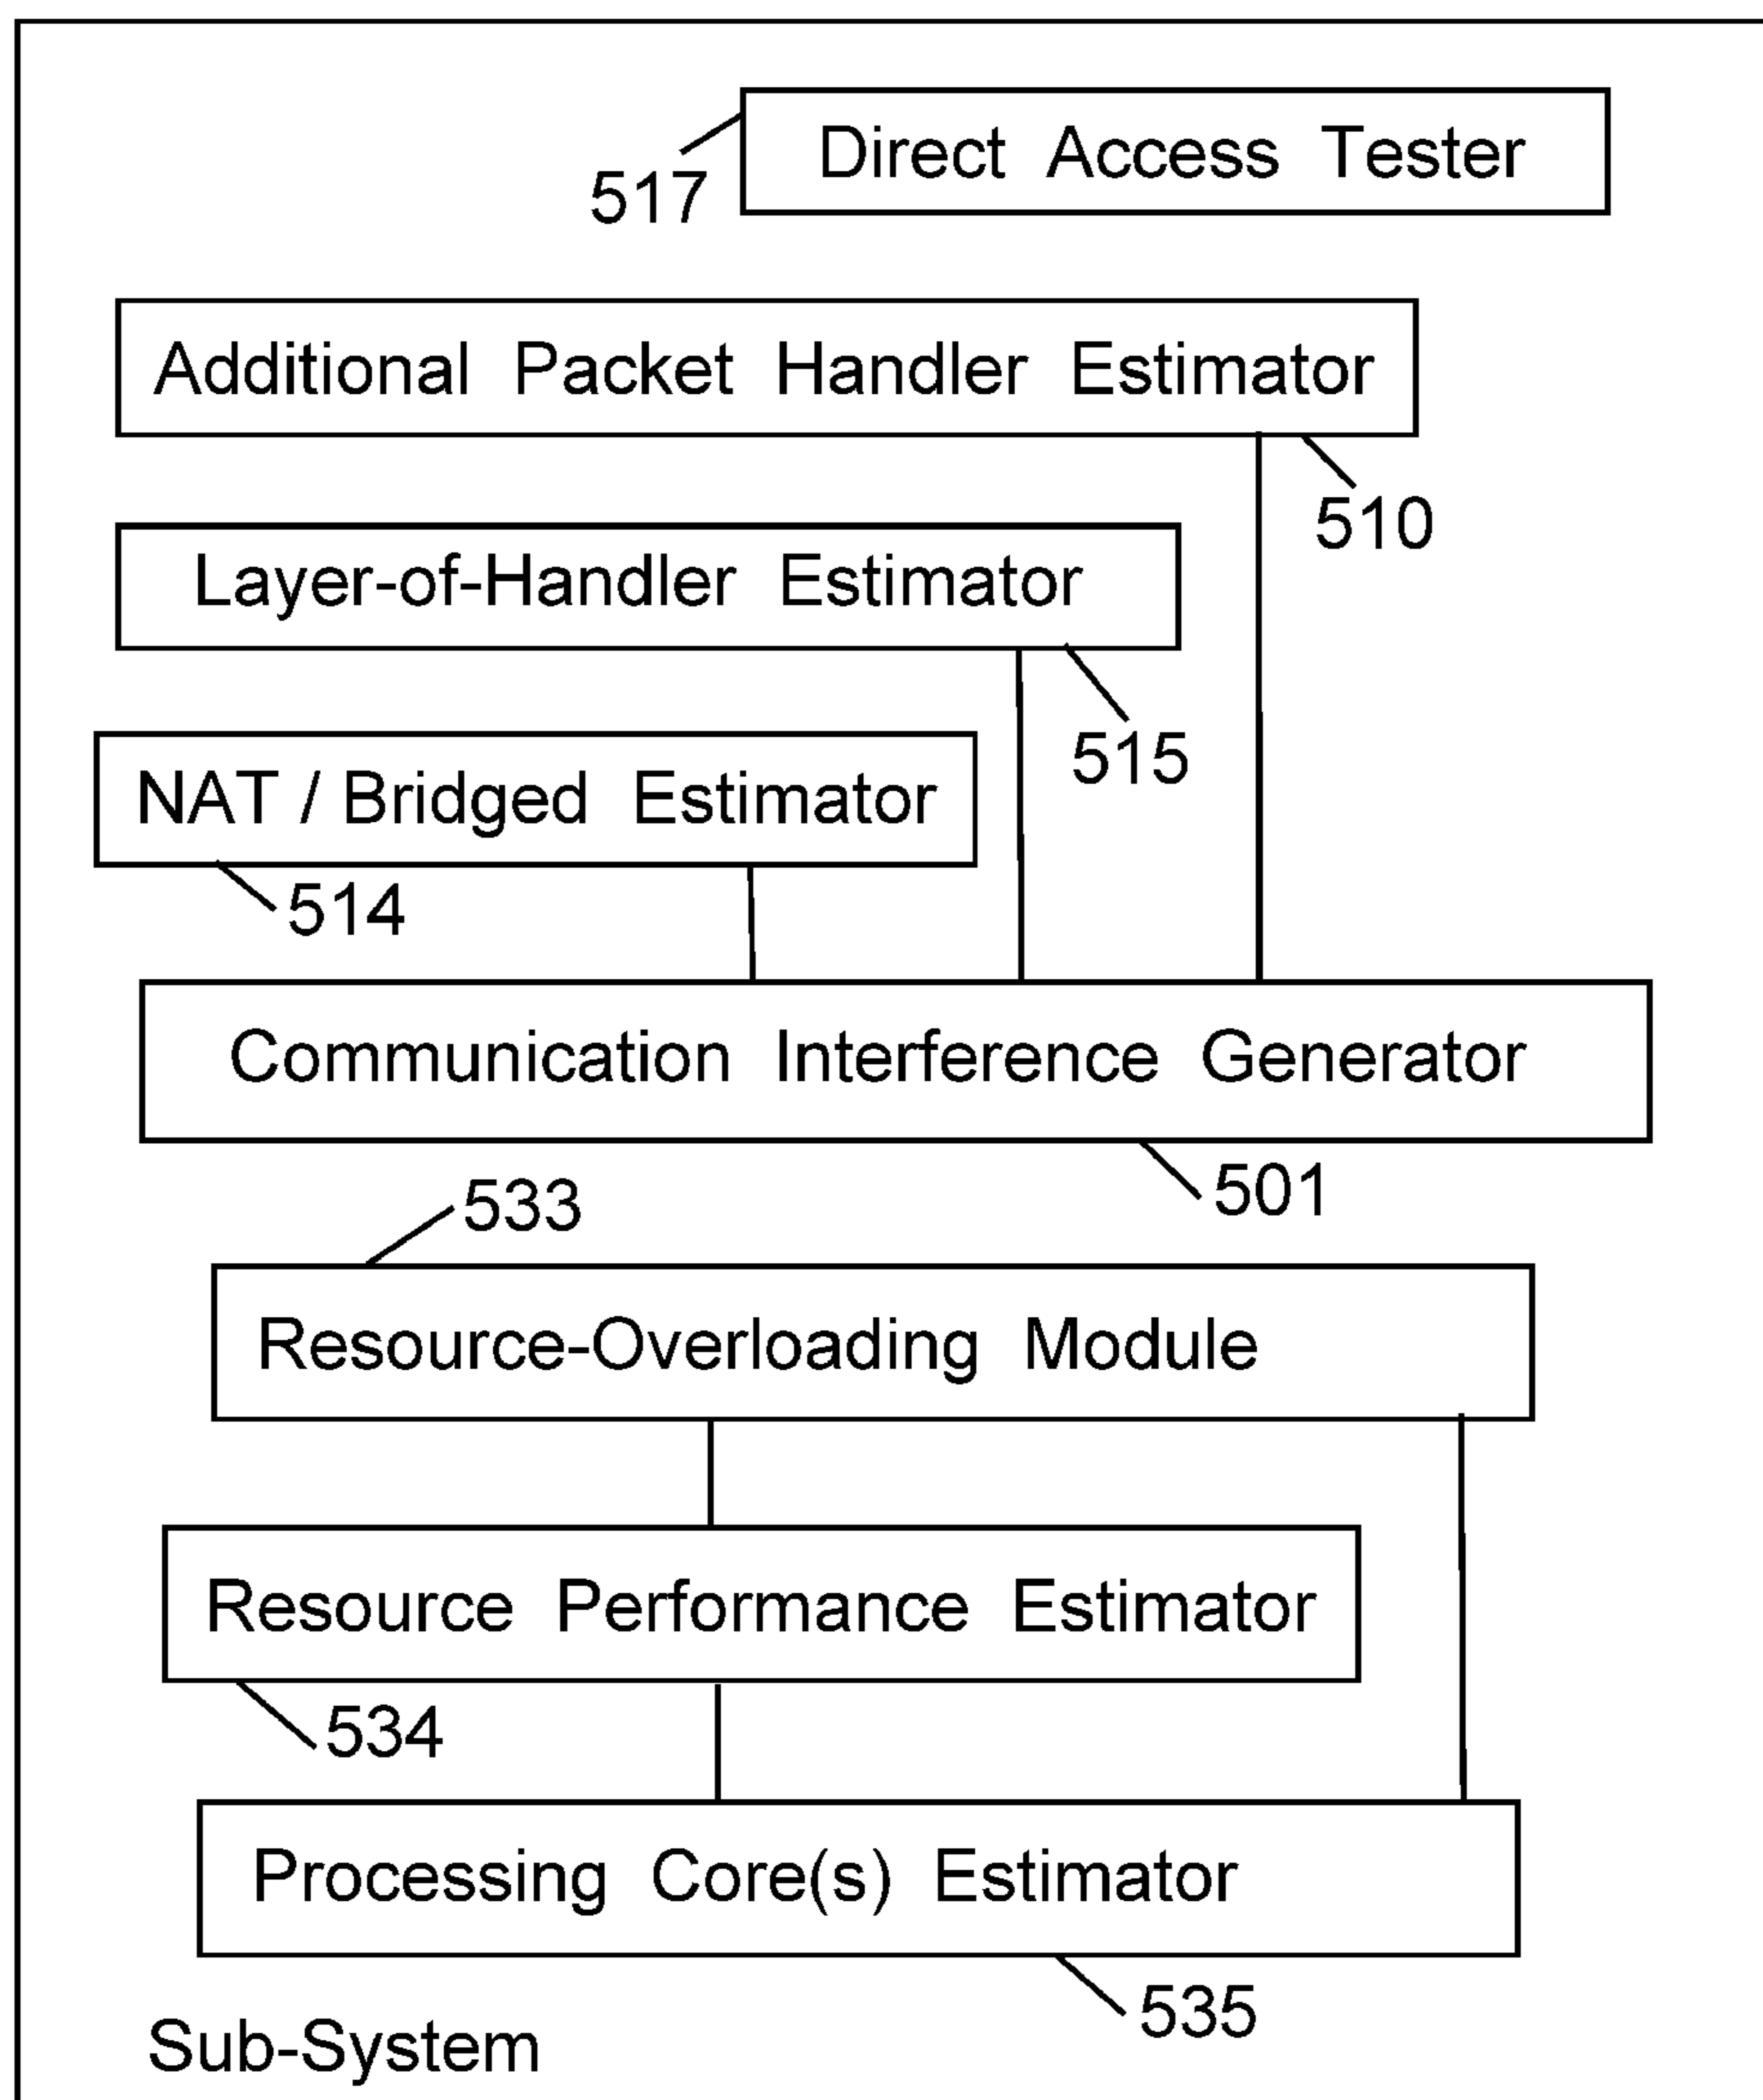 Direct Access Tester
517
Additional Packet Handler Estimator
510
Layer-of-Handler Estimator
515
NAT / Bridged Estimator
514
Communication Interference Generator
501
533
Resource-Overloading Module
Resource Performance Estimator
534
Processing Core(s) Estimator
535
Sub-System